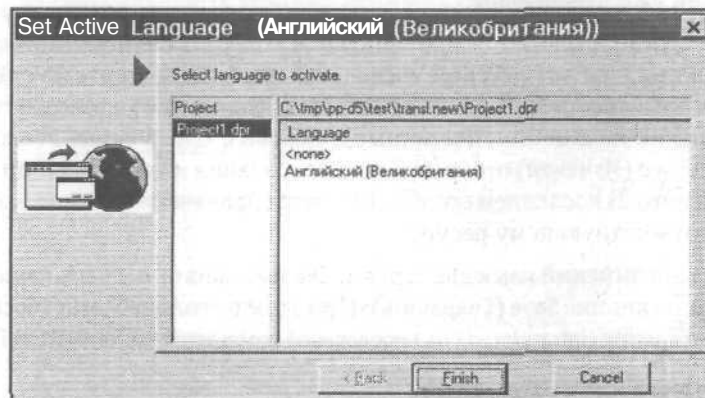 Set Active Language (Английский (Великобритания))
Select language to activate.
Project
Project1.dpr
C:\tmp\pp-d5\test\transl.new\Project1.dpr
Language
<none>
Английский (Великобритания)
< Back
Finish
Cancel